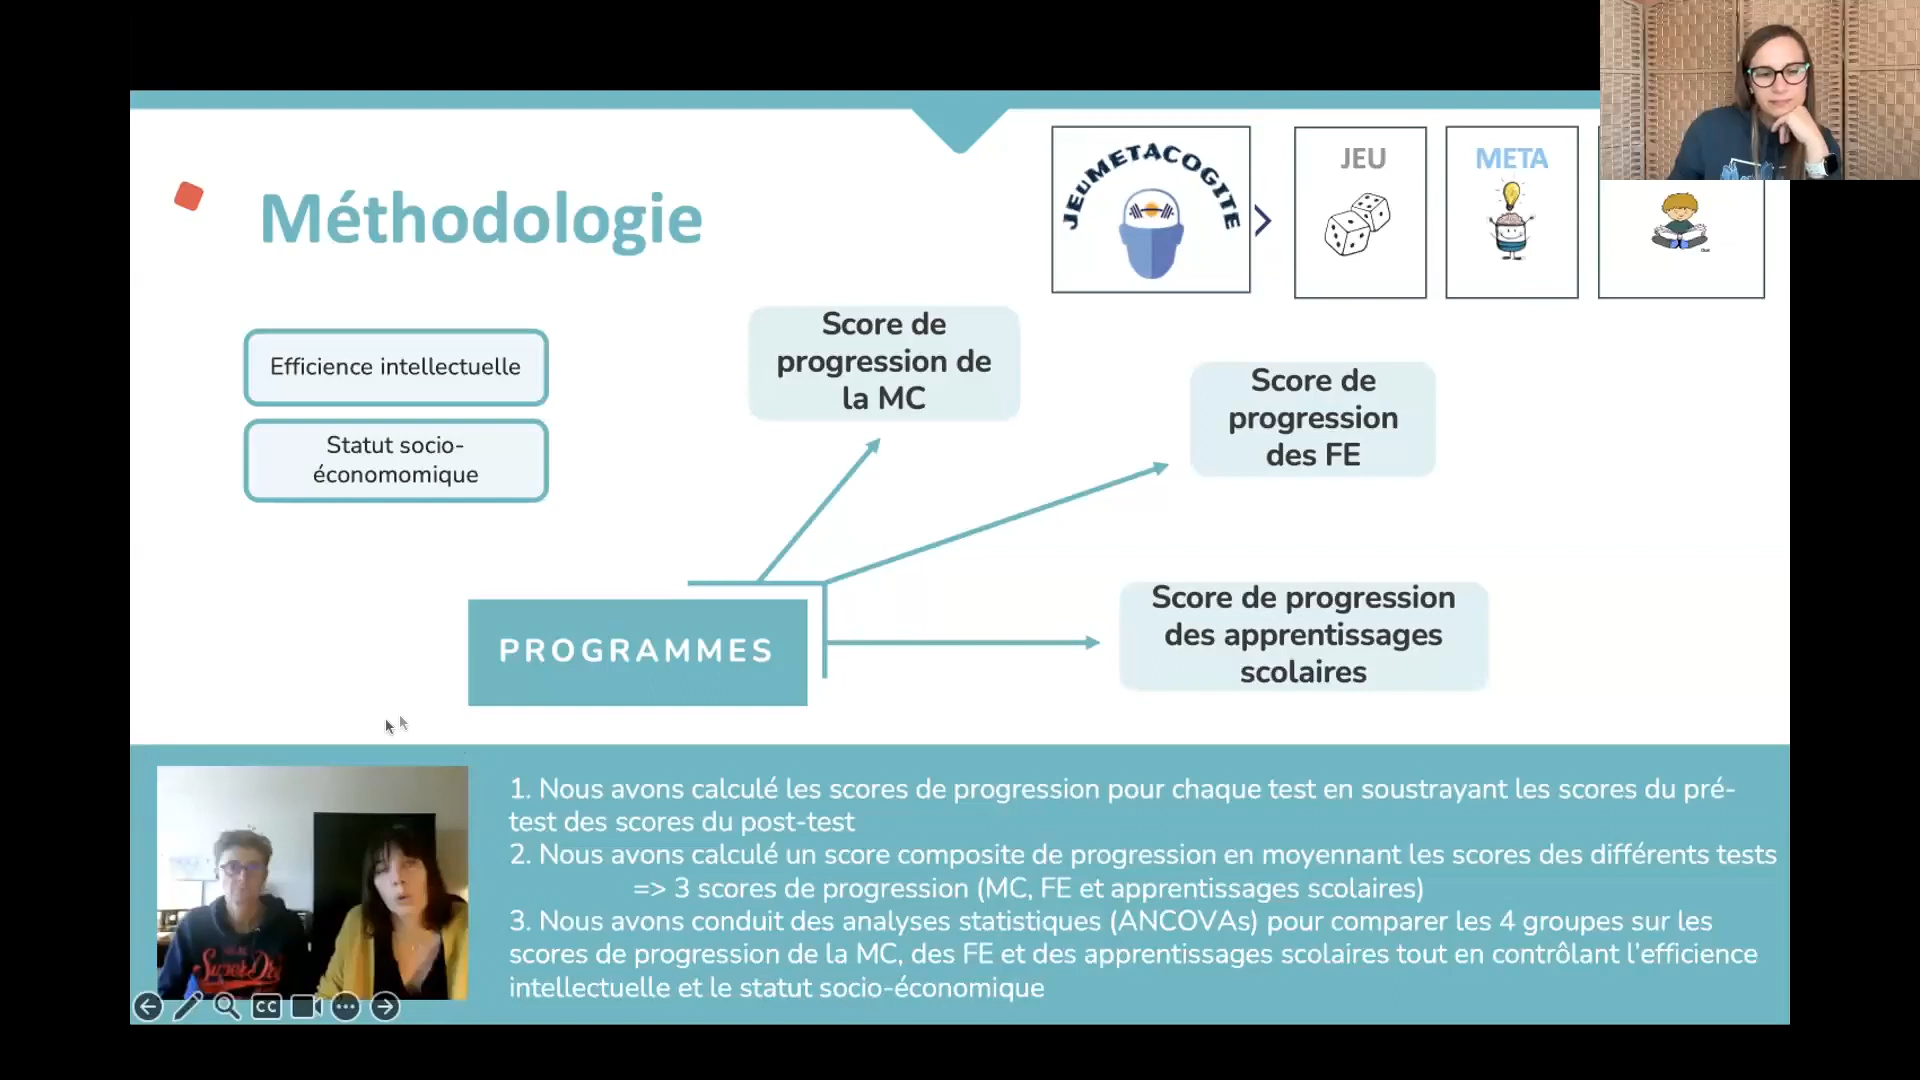 JEuMETACOGITE
JEU
META
Méthodologie
Efficience intellectuelle
Statut socio-
économomique
Score de
progression de
la MC
Score de
progression
des FE
Score de progression
des apprentissages
scolaires
PROGRAMMES
1. Nous avons calculé les scores de progression pour chaque test en soustrayant les scores du pré-
test des scores du post-test
2. Nous avons calculé un score composite de progression en moyennant les scores des différents tests
=> 3 scores de progression (MC, FE et apprentissages scolaires)
3. Nous avons conduit des analyses statistiques (ANCOVAs) pour comparer les 4 groupes sur les
scores de progression de la MC, des FE et des apprentissages scolaires tout en contrôlant l’efficience
intellectuelle et le statut socio-économique
CC